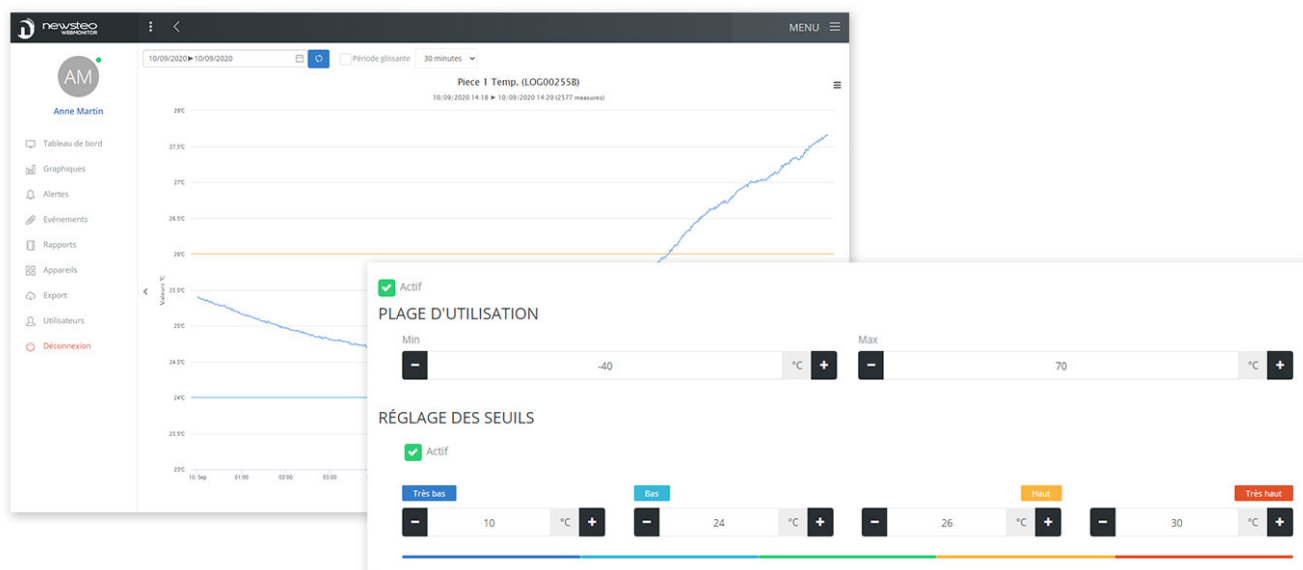 newsteo
WEBMONITOR
MENU
AM
Anne Martin
Tableau de bord
Graphiques
Alertes
Evénements
Rapports
Appareils
Export
Utilisateurs
Déconnexion
10/09/2020►10/09/2020
Période glissante
30 minutes
Piece 1 Temp. (LOG00255B)
10/09/2020 14:18 ► 10/09/2020 14:20 (2577 measures)
28°C
27.5°C
27°C
26.5°C
26°C
25.5°C
25°C
24.5°C
24°C
23.5°C
23°C
Valeurs °C
10. Sep 01:00 02:00 03:00
Actif
PLAGE D'UTILISATION
Min Max
-40 °C 70 °C
RÉGLAGE DES SEUILS
Actif
Très bas Bas Haut Très haut
10 °C 24 °C 26 °C 30 °C